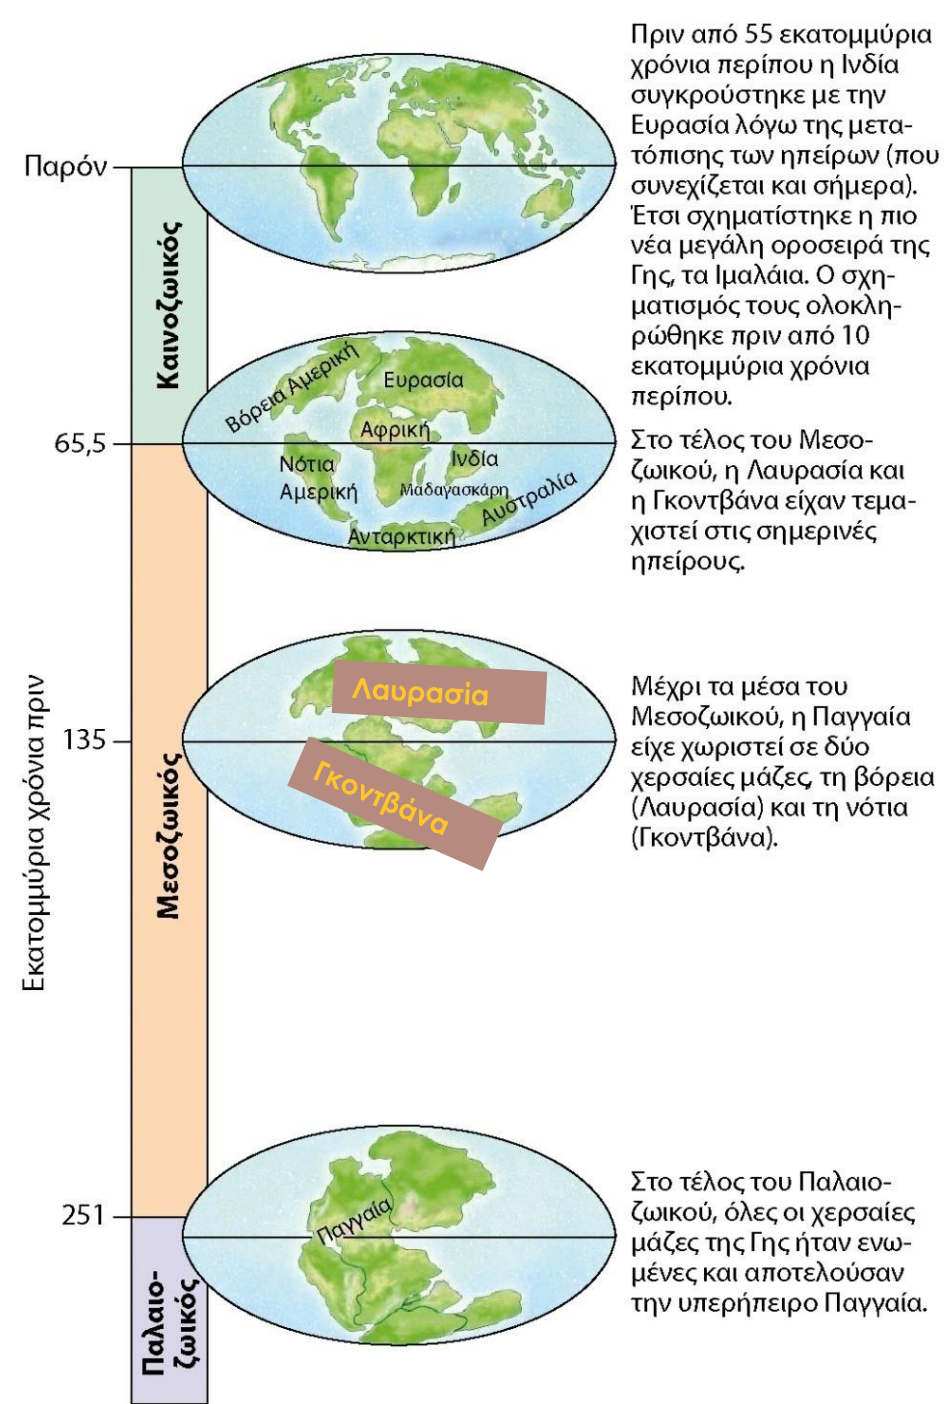 Πριν από 55 εκατομμύρια
χρόνια περίπου η Ινδία
συγκρούστηκε με την
Ευρασία λόγω της μετα-
τόπισης των ηπείρων (που
συνεχίζεται και σήμερα).
Έτσι σχηματίστηκε η πιο
νέα μεγάλη οροσειρά της
Γης, τα Ιμαλάια. Ο σχη-
ματισμός τους ολοκλη-
ρώθηκε πριν από 10
εκατομμύρια χρόνια
περίπου.
Παρόν
Καινοζωικός
Βόρεια Αμερική
Ευρασία
Αφρική
Νότια
Αμερική
Ινδία
Μαδαγασκάρη
Αυστραλία
Ανταρκτική
65,5
Στο τέλος του Μεσο-
ζωικού, η Λαυρασία και
η Γκοντβάνα είχαν τεμα-
χιστεί στις σημερινές
ηπείρους.
Εκατομμύρια χρόνια πριν
Μεσοζωικός
135
Λαυρασία
Γκοντβάνα
Μέχρι τα μέσα του
Μεσοζωικού, η Παγγαία
είχε χωριστεί σε δύο
χερσαίες μάζες, τη βόρεια
(Λαυρασία) και τη νότια
(Γκοντβάνα).
251
Παγγαία
Παλαιο-
ζωικός
Στο τέλος του Παλαιο-
ζωικού, όλες οι χερσαίες
μάζες της Γης ήταν ενω-
μένες και αποτελούσαν
την υπερήπειρο Παγγαία.